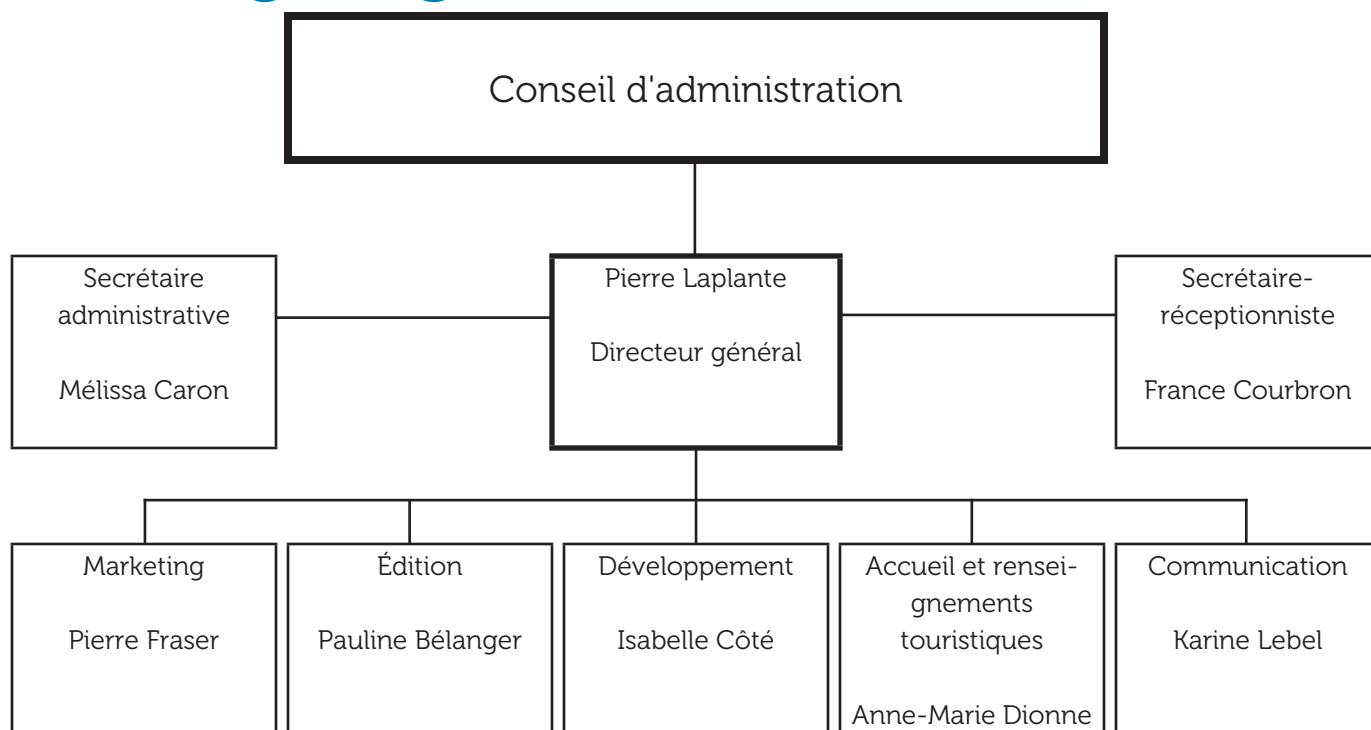 Conseil d'administration
Secrétaire
administrative
Mélissa Caron
Pierre Laplante
Directeur général
Secrétaire-
réceptionniste
France Courbron
Marketing
Pierre Fraser
Édition
Pauline Bélanger
Développement
Isabelle Côté
Accueil et rensei-
gnements
touristiques
Anne-Marie Dionne
Communication
Karine Lebel